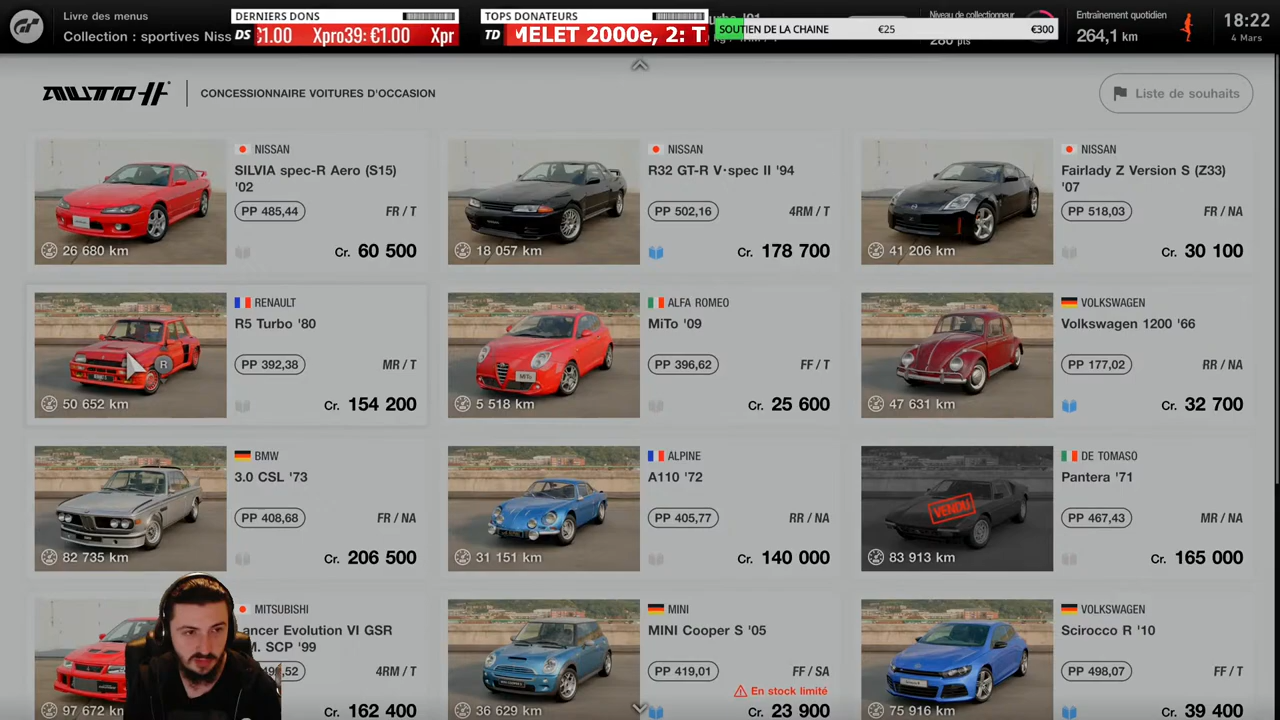 Livre des menus
Collection : sportives Niss
DERNIERS DONS
DS
€1.00 Xpro39: €1.00 Xpr
TOPS DONATEURS
TD
MELET 2000e, 2: T
SOUTIEN DE LA CHAINE €25 €300
Niveau de collectionneur
280 pts
Entraînement quotidien
264,1 km
18:22
4 Mars
AUTO
CONCESSIONNAIRE VOITURES D'OCCASION
Liste de souhaits
NISSAN
SILVIA spec-R Aero (S15)
'02
PP 485,44 FR / T
26 680 km
Cr. 60 500
NISSAN
R32 GT-R V·spec II '94
PP 502,16 4RM / T
18 057 km
Cr. 178 700
NISSAN
Fairlady Z Version S (Z33)
'07
PP 518,03 FR / NA
41 206 km
Cr. 30 100
RENAULT
R5 Turbo '80
PP 392,38 MR / T
R
50 652 km
Cr. 154 200
ALFA ROMEO
MiTo '09
PP 396,62 FF / T
5 518 km
Cr. 25 600
VOLKSWAGEN
Volkswagen 1200 '66
PP 177,02 RR / NA
47 631 km
Cr. 32 700
BMW
3.0 CSL '73
PP 408,68 FR / NA
82 735 km
Cr. 206 500
ALPINE
A110 '72
PP 405,77 RR / NA
31 151 km
Cr. 140 000
DE TOMASO
Pantera '71
PP 467,43 MR / NA
VENDU
83 913 km
Cr. 165 000
MITSUBISHI
ancer Evolution VI GSR
M. SCP '99
4RM / T
97 672 km
162 400
MINI
MINI Cooper S '05
PP 419,01 FF / SA
En stock limité
36 629 km
Cr. 23 900
VOLKSWAGEN
Scirocco R '10
PP 498,07 FF / T
75 916 km
Cr. 39 400